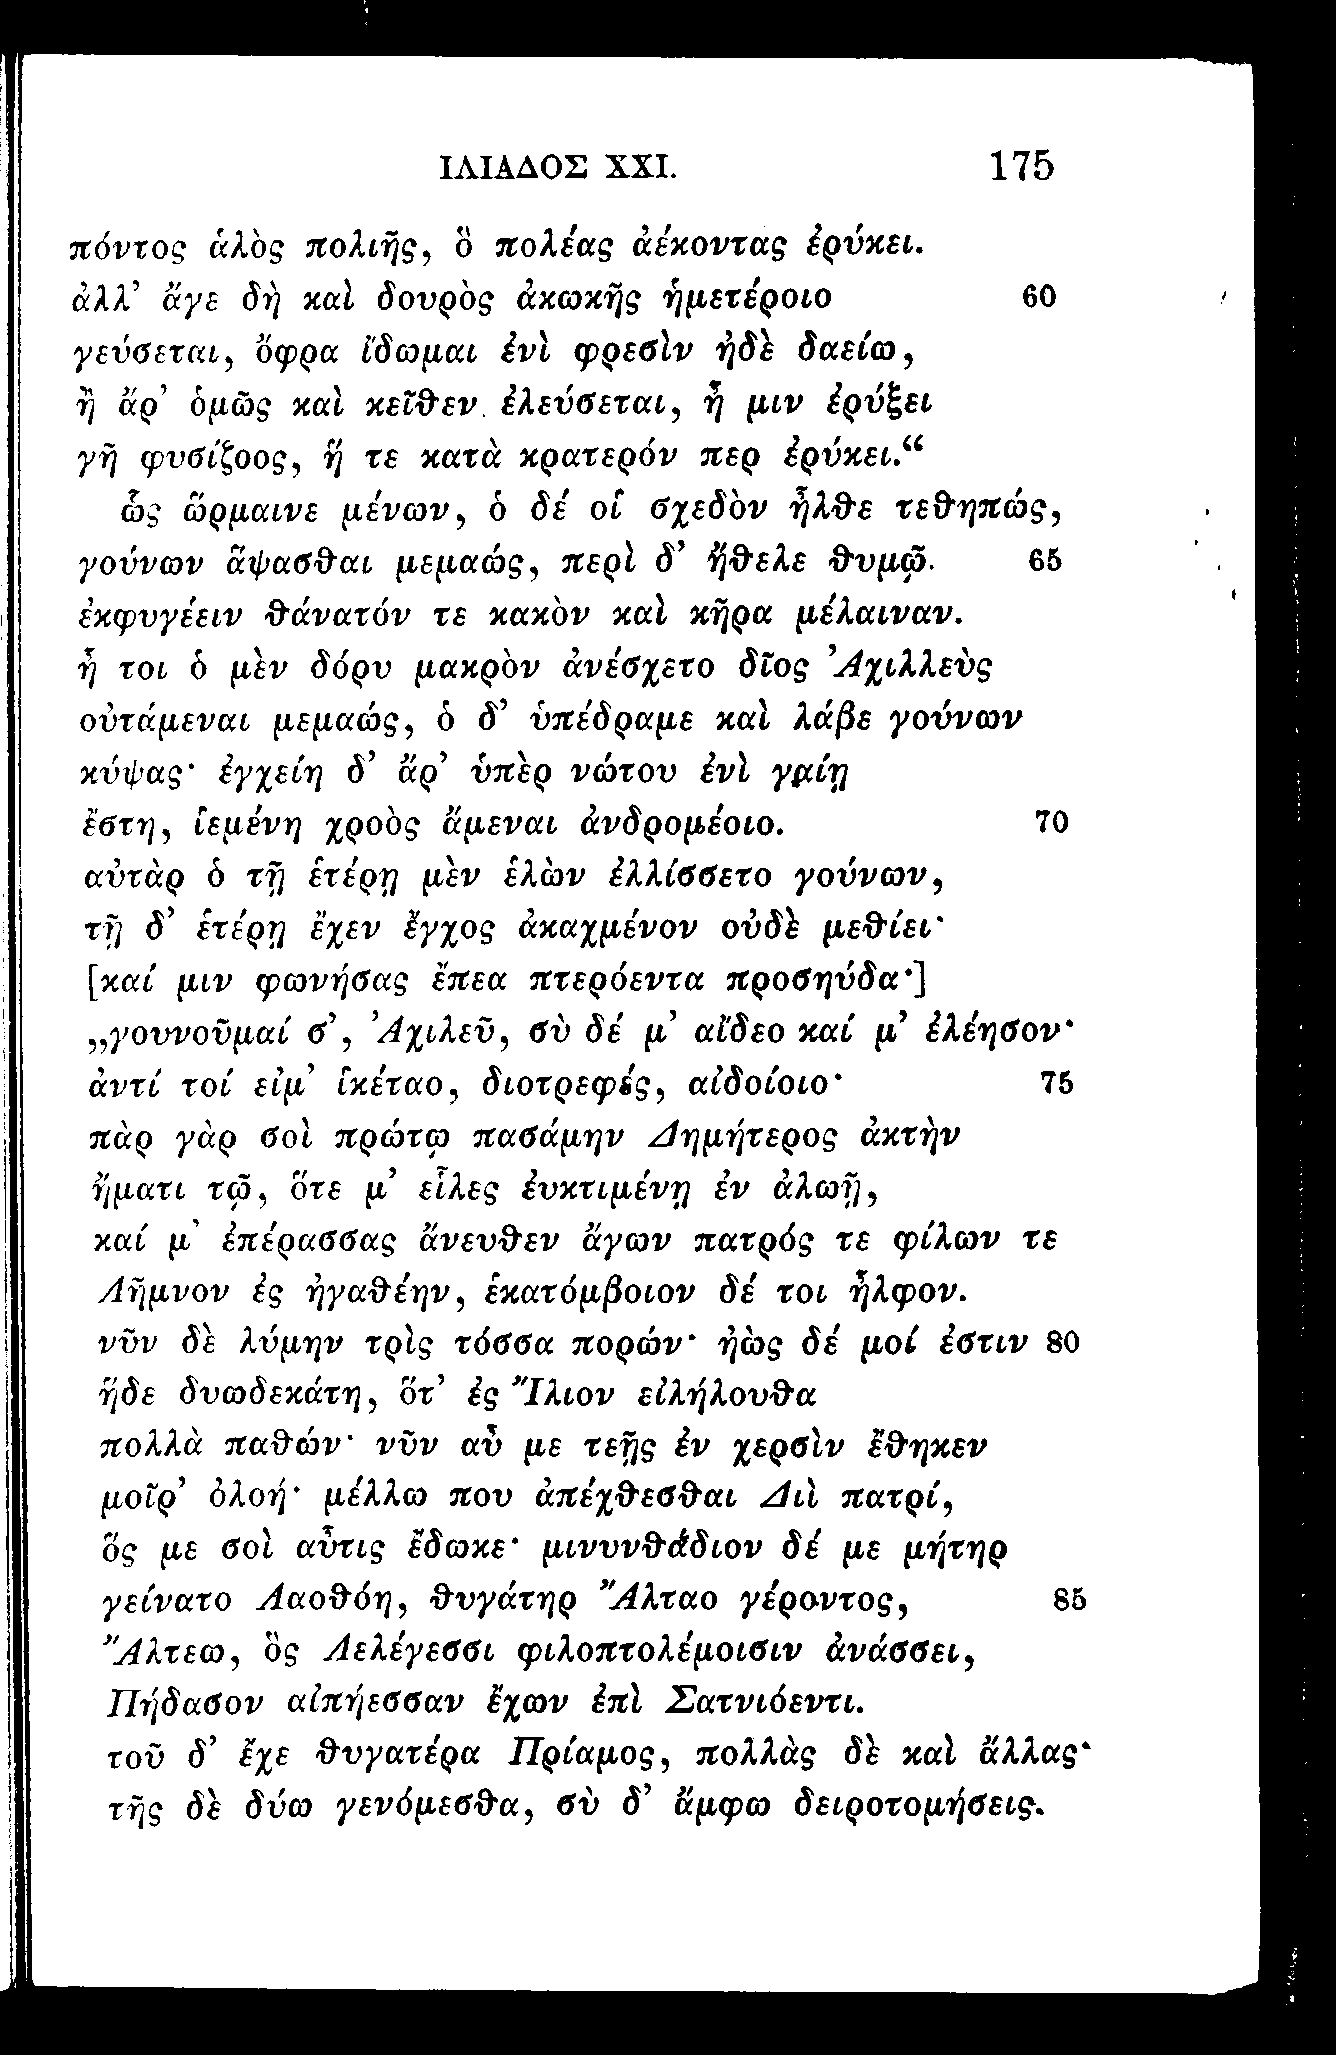 ΙΛΙΑΔΟΣ XXI. 175
πόντος ἁλὸς πολιῆς, ὃ πολέας ἀέκοντας ἐρύκει.
ἀλλ’ ἄγε δὴ καὶ δουρὸς ἀκωκῆς ἡμετέροιο 60
γεύσεται, ὄφρα ἴδωμαι ἐνὶ φρεσὶν ἠδὲ δαείω,
ἢ ἄρ’ ὁμῶς καὶ κεῖθεν ἐλεύσεται, ἦ μιν ἐρύξει
γῆ φυσίζοος, ἥ τε κατὰ κρατερόν περ ἐρύκει.“
ὣς ὥρμαινε μένων, ὁ δέ οἱ σχεδὸν ἦλθε τεθηπώς,
γούνων ἅψασθαι μεμαώς, περὶ δ’ ἤθελε θυμῷ. 65
ἐκφυγέειν θάνατόν τε κακὸν καὶ κῆρα μέλαιναν.
ἦ τοι ὁ μὲν δόρυ μακρὸν ἀνέσχετο δῖος Ἀχιλλεὺς
οὐτάμεναι μεμαώς, ὁ δ’ ὑπέδραμε καὶ λάβε γούνων
κύψας· ἐγχείη δ’ ἄρ’ ὑπὲρ νώτου ἐνὶ γαίῃ
ἔστη, ἱεμένη χροὸς ἄμεναι ἀνδρομέοιο. 70
αὐτὰρ ὁ τῇ ἑτέρῃ μὲν ἑλὼν ἐλλίσσετο γούνων,
τῇ δ’ ἑτέρῃ ἔχεν ἔγχος ἀκαχμένον οὐδὲ μεθίει·
[καί μιν φωνήσας ἔπεα πτερόεντα προσηύδα·]
„γουνοῦμαί σ’, Ἀχιλεῦ, σὺ δέ μ’ αἴδεο καί μ’ ἐλέησον·
ἀντί τοί εἰμ’ ἱκέταο, διοτρεφές, αἰδοίοιο· 75
πὰρ γὰρ σοὶ πρώτῳ πασάμην Δημήτερος ἀκτὴν
ἤματι τῷ, ὅτε μ’ εἷλες ἐυκτιμένῃ ἐν ἀλωῇ,
καί μ’ ἐπέρασσας ἄνευθεν ἄγων πατρός τε φίλων τε
Λῆμνον ἐς ἠγαθέην, ἑκατόμβοιον δέ τοι ἦλφον.
νῦν δὲ λύμην τρὶς τόσσα πορών· ἠὼς δέ μοί ἐστιν 80
ἥδε δυωδεκάτη, ὅτ’ ἐς Ἴλιον εἰλήλουθα
πολλὰ παθών· νῦν αὖ με τεῇς ἐν χερσὶν ἔθηκεν
μοῖρ’ ὀλοή· μέλλω που ἀπέχθεσθαι Διὶ πατρί,
ὅς με σοὶ αὖτις ἔδωκε· μινυνθάδιον δέ με μήτηρ
γείνατο Λαοθόη, θυγάτηρ Ἄλταο γέροντος, 85
Ἄλτεω, ὃς Λελέγεσσι φιλοπτολέμοισιν ἀνάσσει,
Πήδασον αἰπήεσσαν ἔχων ἐπὶ Σατνιόεντι.
τοῦ δ’ ἔχε θυγατέρα Πρίαμος, πολλὰς δὲ καὶ ἄλλας·
τῆς δὲ δύω γενόμεσθα, σὺ δ’ ἄμφω δειροτομήσεις.